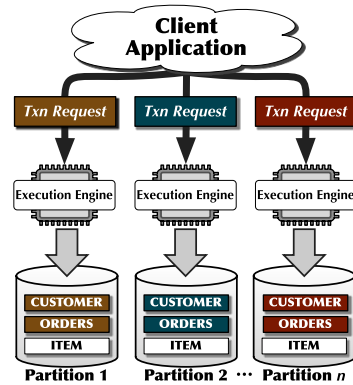 Client
Application
Txn Request Txn Request Txn Request
Execution Engine Execution Engine Execution Engine
CUSTOMER CUSTOMER CUSTOMER
ORDERS ORDERS ORDERS
ITEM ITEM ITEM
Partition 1 Partition 2 ··· Partition n